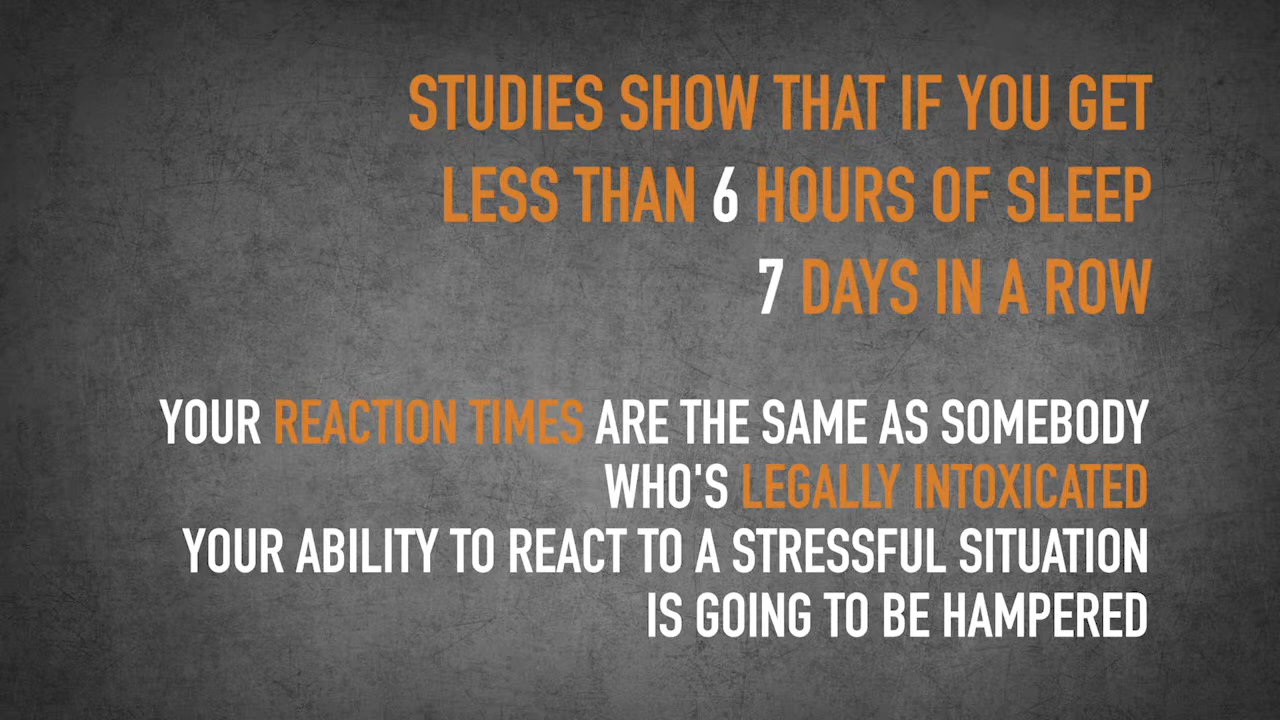 STUDIES SHOW THAT IF YOU GET
LESS THAN 6 HOURS OF SLEEP
7 DAYS IN A ROW
YOUR REACTION TIMES ARE THE SAME AS SOMEBODY
WHO'S LEGALLY INTOXICATED
YOUR ABILITY TO REACT TO A STRESSFUL SITUATION
IS GOING TO BE HAMPERED